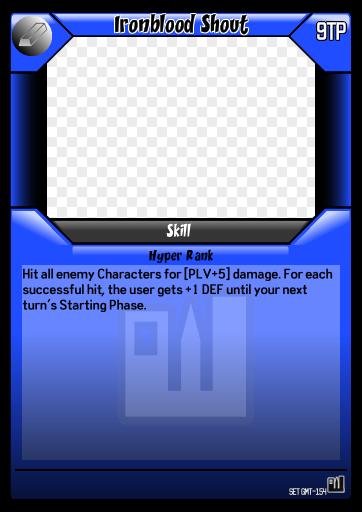 Ironblood Shout
9TP
Skill
Hyper Rank
Hit all enemy Characters for [PLV+5] damage. For each
successful hit, the user gets +1 DEF until your next
turn's Starting Phase.
SET GMT-154